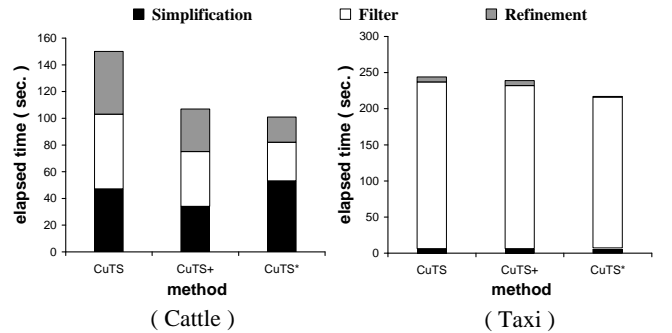 Simplification Filter Refinement
elapsed time ( sec. )
160
140
120
100
80
60
40
20
0
CuTS CuTS+ CuTS*
method
( Cattle )
elapsed time ( sec. )
300
250
200
150
100
50
0
CuTS CuTS+ CuTS*
method
( Taxi )